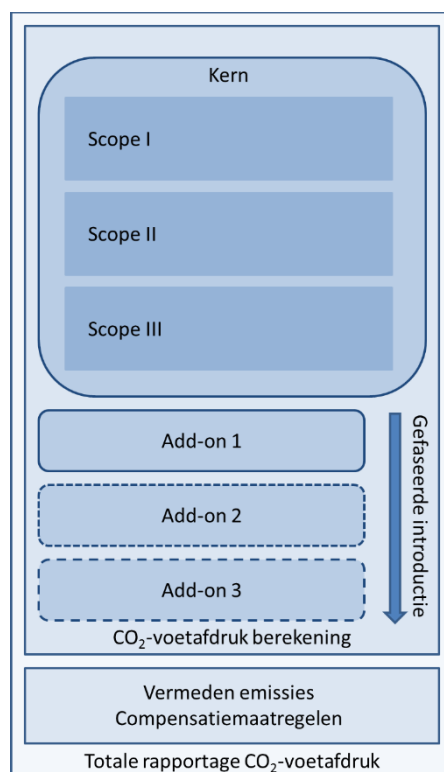 Kern
Scope I
Scope II
Scope III
Add-on 1
Add-on 2
Add-on 3
Gefaseerde introductie
CO₂-voetafdruk berekening
Vermeden emissies
Compensatiemaatregelen
Totale rapportage CO₂-voetafdruk